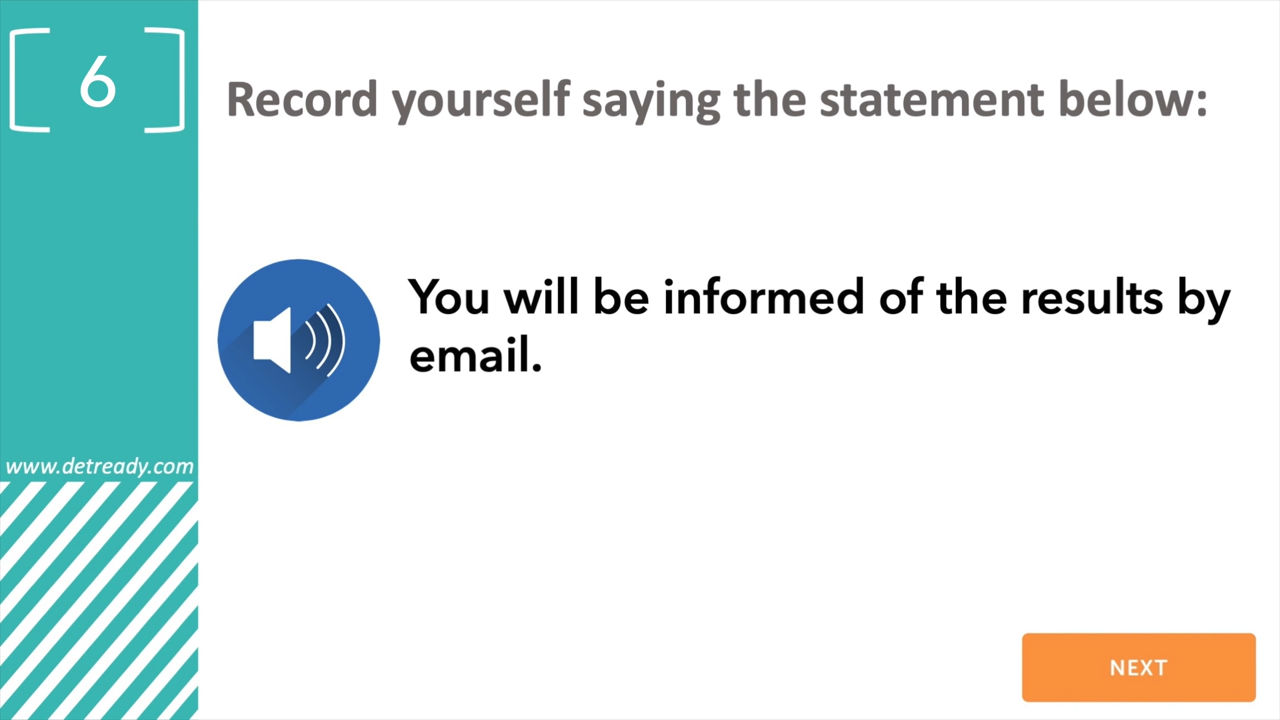 6
Record yourself saying the statement below:
You will be informed of the results by
email.
www.detready.com
NEXT